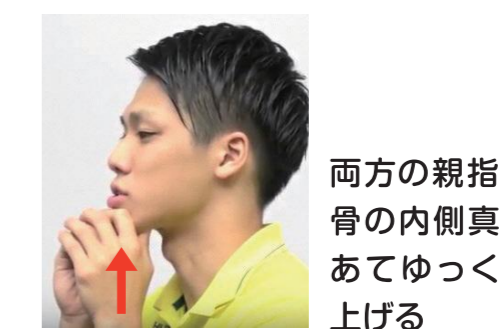 両方の親指
骨の内側真
あてゆっく
上げる